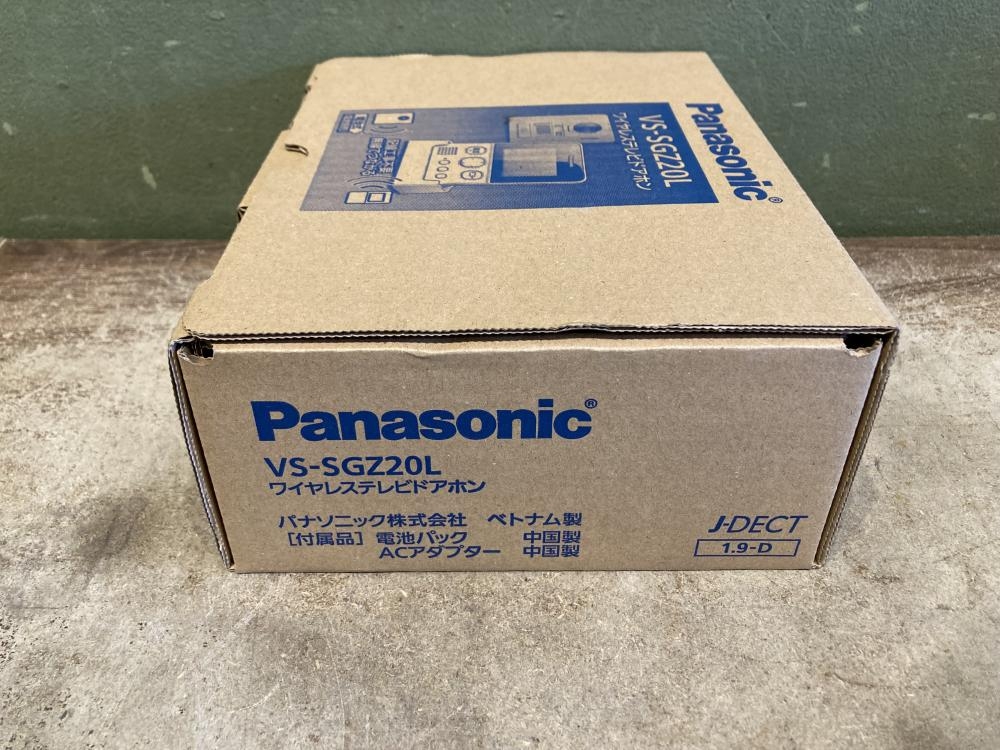 Panasonic®
VS-SGZ20L
ワイヤレステレビドアホン
Panasonic®
VS-SGZ20L
ワイヤレステレビドアホン
パナソニック株式会社 ベトナム製
[付属品] 電池パック 中国製
ACアダプター 中国製
J-DECT
1.9-D